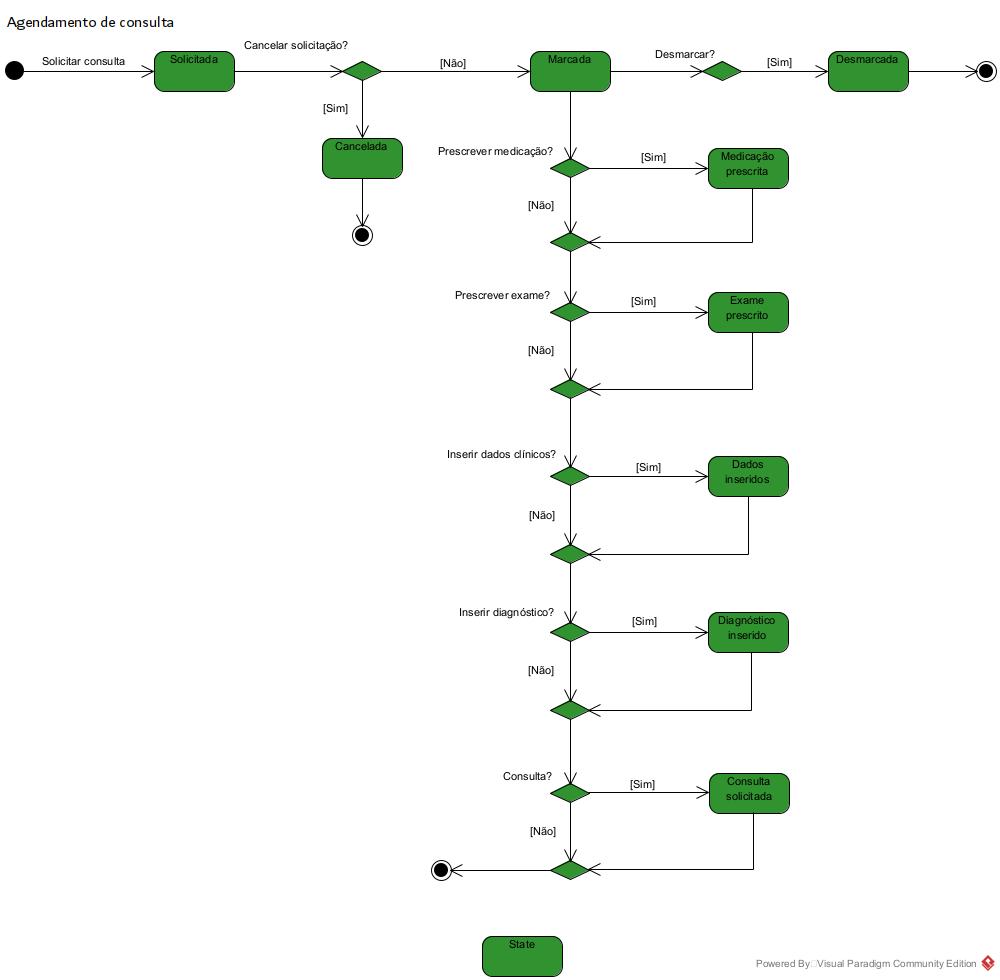 Agendamento de consulta
Solicitar consulta
Solicitada
Cancelar solicitação?
[Não]
Marcada
Desmarcar?
[Sim]
Desmarcada
[Sim]
Cancelada
Prescrever medicação?
[Sim]
Medicação
prescrita
[Não]
Prescrever exame?
[Sim]
Exame
prescrito
[Não]
Inserir dados clínicos?
[Sim]
Dados
inseridos
[Não]
Inserir diagnóstico?
[Sim]
Diagnóstico
inserido
[Não]
Consulta?
[Sim]
Consulta
solicitada
[Não]
State
Powered By Visual Paradigm Community Edition